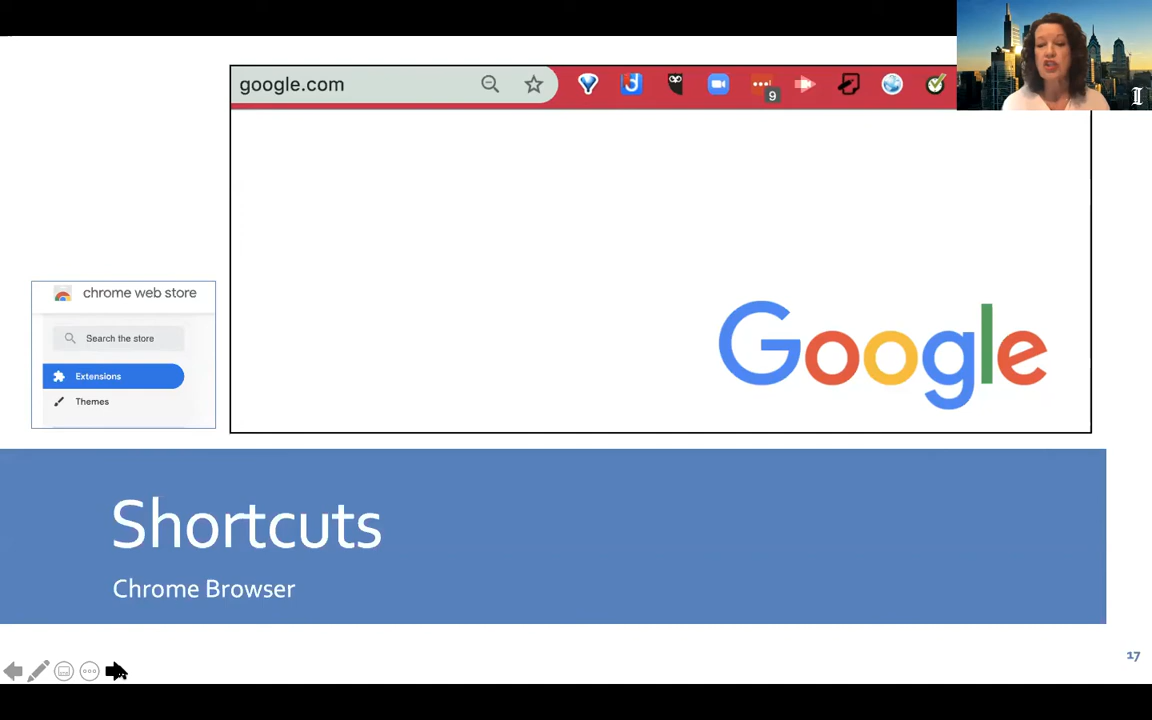 google.com
9
I
chrome web store
Search the store
Extensions
Themes
Google
Shortcuts
Chrome Browser
17